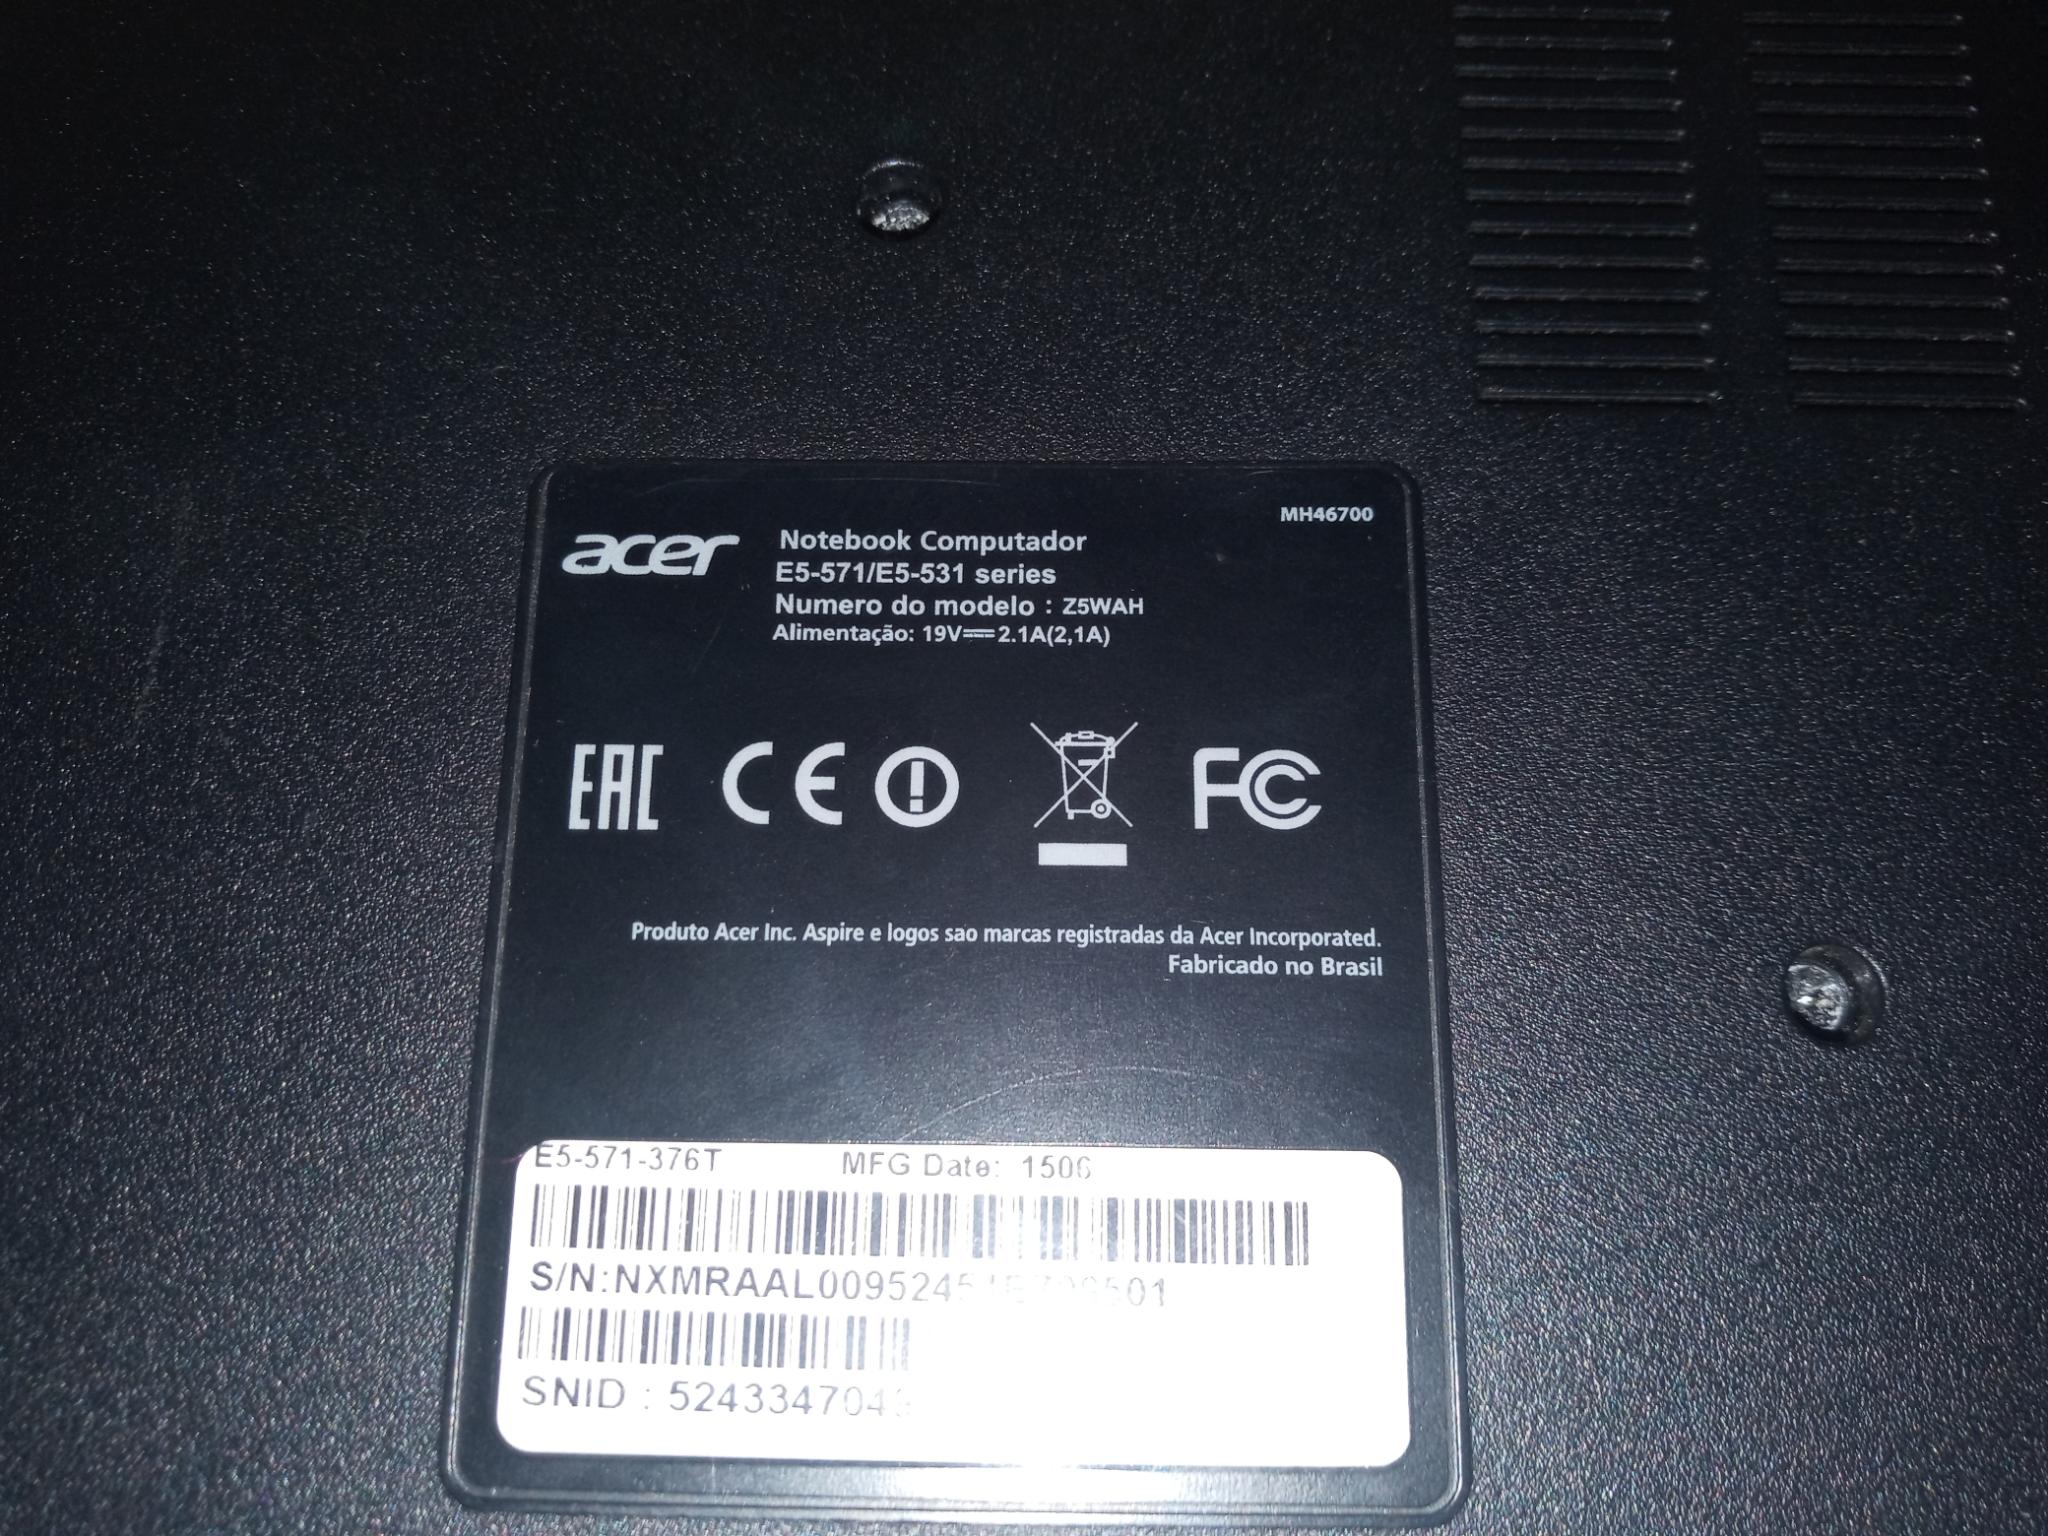 MH46700
acer
Notebook Computador
E5-571/E5-531 series
Numero do modelo : Z5WAH
Alimentação: 19V⎓2.1A(2,1A)
EAC CE FC
Produto Acer Inc. Aspire e logos sao marcas registradas da Acer Incorporated.
Fabricado no Brasil
E5-571-376T MFG Date: 1506
S/N:
SNID :